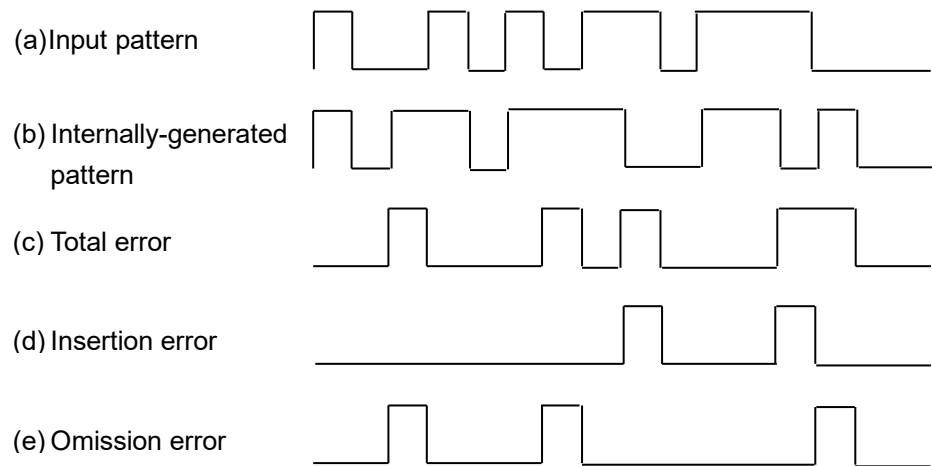 (a)Input pattern
(b) Internally-generated
pattern
(c) Total error
(d) Insertion error
(e) Omission error